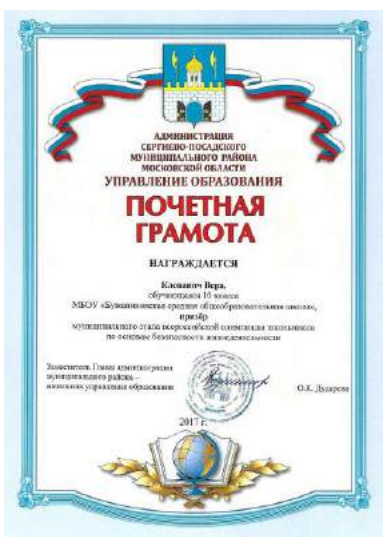 АДМИНИСТРАЦИЯ
СЕРГИЕВО-ПОСАДСКОГО
МУНИЦИПАЛЬНОГО РАЙОНА
МОСКОВСКОЙ ОБЛАСТИ
УПРАВЛЕНИЕ ОБРАЗОВАНИЯ
ПОЧЕТНАЯ
ГРАМОТА
НАГРАЖДАЕТСЯ
Вера,
обучающаяся 10 класса
МБОУ средняя общеобразовательная школа»,
призёр
муниципального этапа всероссийской олимпиады школьников
по основам безопасности жизнедеятельности
Заместитель Главы администрации
муниципального района –
начальник управления образования
О.К. Дударева
2017 г.